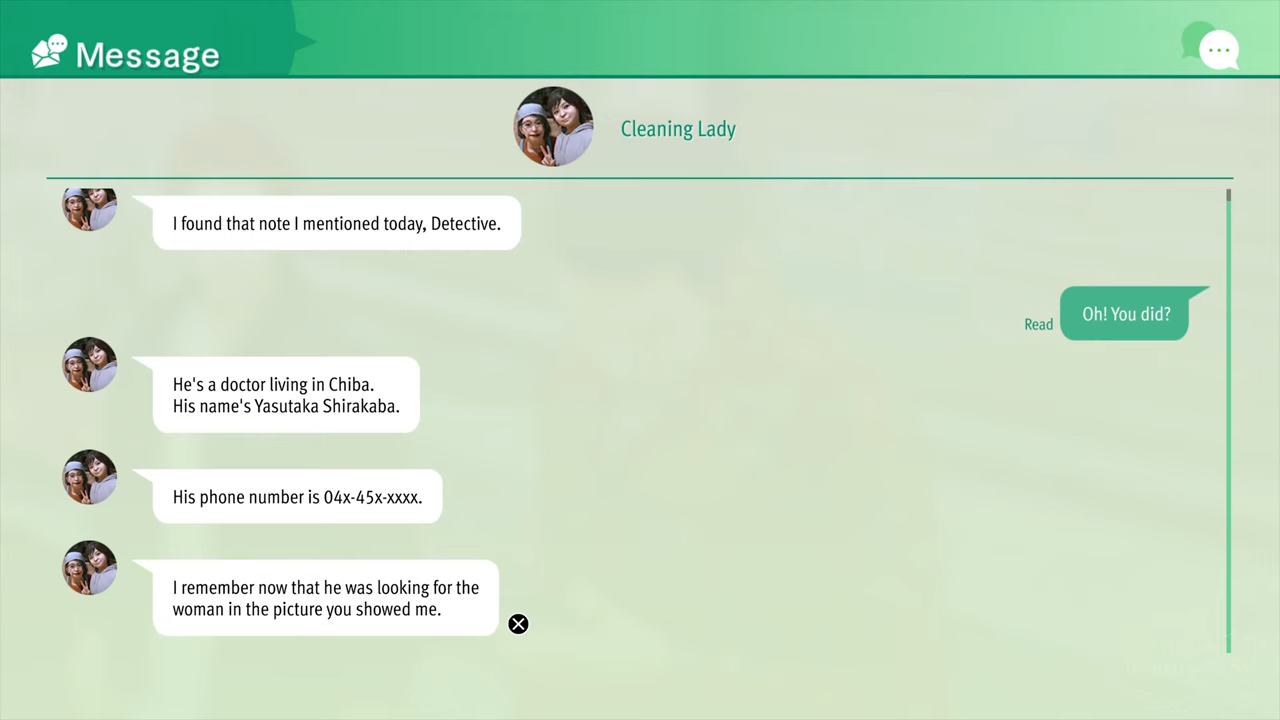 Message
Cleaning Lady
I found that note I mentioned today, Detective.
Oh! You did?
Read
He's a doctor living in Chiba.
His name's Yasutaka Shirakaba.
His phone number is 04x-45x-xxxx.
I remember now that he was looking for the
woman in the picture you showed me.